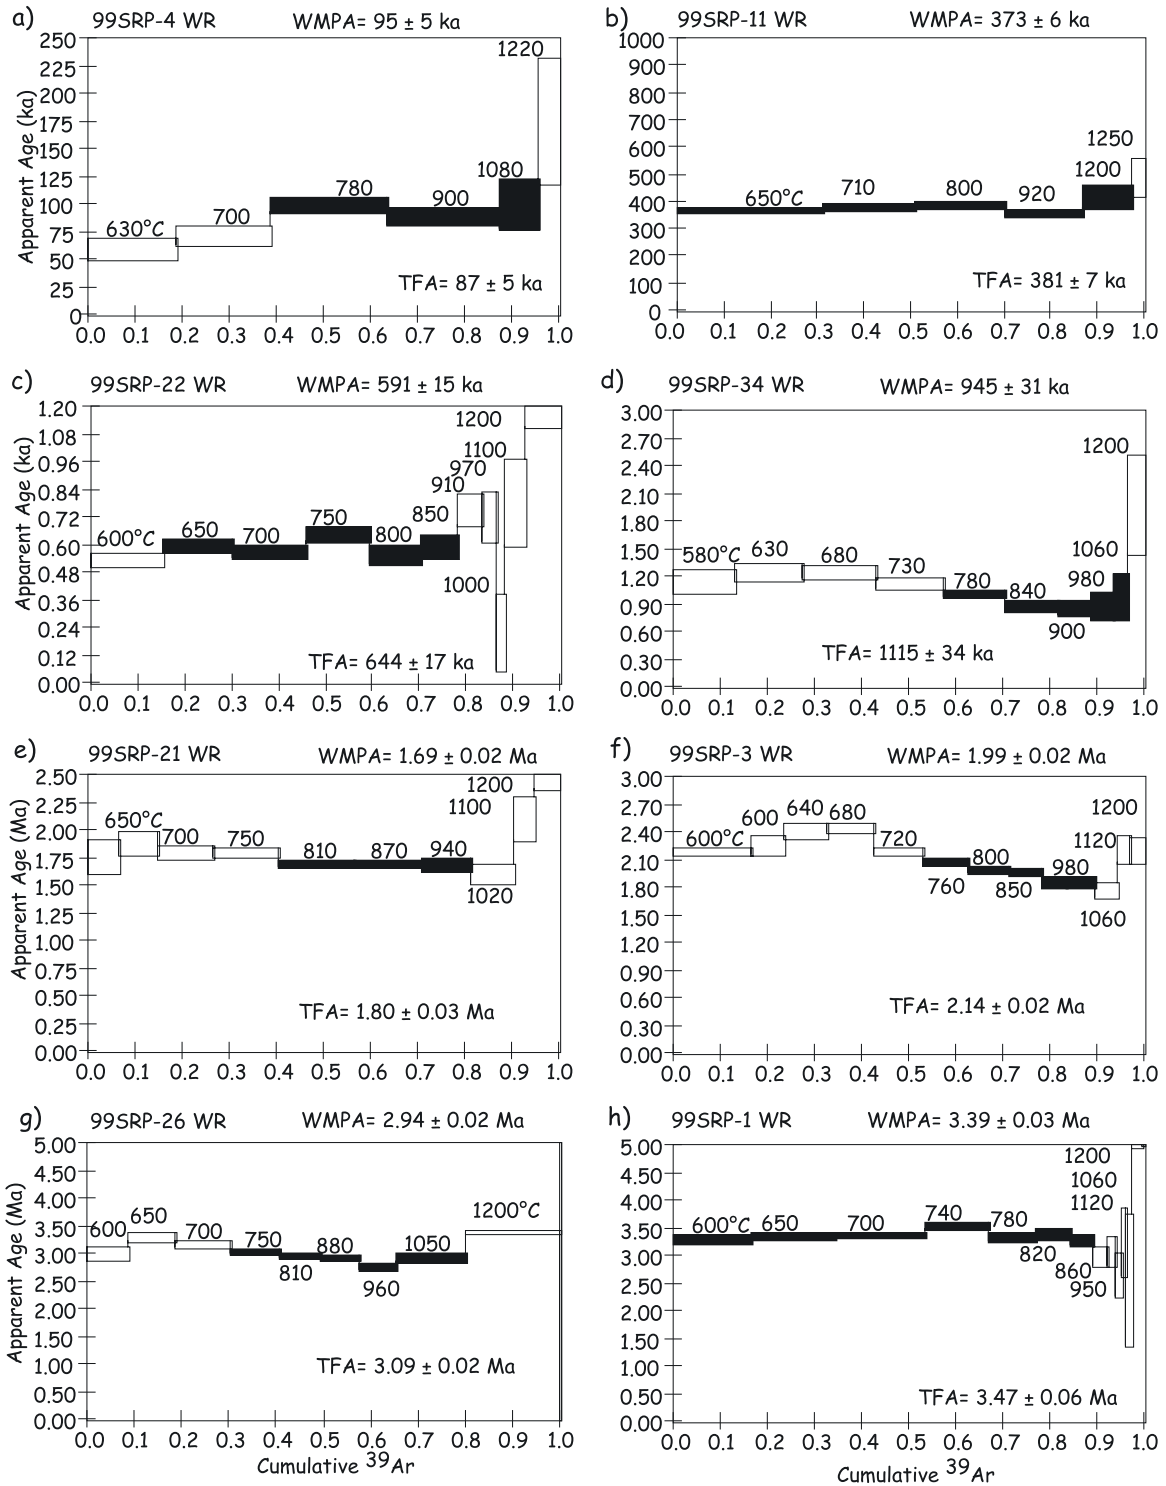 a) 99SRP-4 WR WMPA= 95 ± 5 ka
Apparent Age (ka)
250
225
200
175
150
125
100
75
50
25
0
630°C 700 780 900 1080 1220
TFA= 87 ± 5 ka
0.0 0.1 0.2 0.3 0.4 0.5 0.6 0.7 0.8 0.9 1.0
b) 99SRP-11 WR WMPA= 373 ± 6 ka
1000
900
800
700
600
500
400
300
200
100
0
650°C 710 800 920 1200 1250
TFA= 381 ± 7 ka
0.0 0.1 0.2 0.3 0.4 0.5 0.6 0.7 0.8 0.9 1.0
c) 99SRP-22 WR WMPA= 591 ± 15 ka
Apparent Age (ka)
1.20
1.08
0.96
0.84
0.72
0.60
0.48
0.36
0.24
0.12
0.00
600°C 650 700 750 800 850 910 970 1000 1100 1200
TFA= 644 ± 17 ka
0.0 0.1 0.2 0.3 0.4 0.5 0.6 0.7 0.8 0.9 1.0
d) 99SRP-34 WR WMPA= 945 ± 31 ka
3.00
2.70
2.40
2.10
1.80
1.50
1.20
0.90
0.60
0.30
0.00
580°C 630 680 730 780 840 900 980 1060 1200
TFA= 1115 ± 34 ka
0.0 0.1 0.2 0.3 0.4 0.5 0.6 0.7 0.8 0.9 1.0
e) 99SRP-21 WR WMPA= 1.69 ± 0.02 Ma
Apparent Age (Ma)
2.50
2.25
2.00
1.75
1.50
1.25
1.00
0.75
0.50
0.25
0.00
650°C 700 750 810 870 940 1020 1100 1200
TFA= 1.80 ± 0.03 Ma
0.0 0.1 0.2 0.3 0.4 0.5 0.6 0.7 0.8 0.9 1.0
f) 99SRP-3 WR WMPA= 1.99 ± 0.02 Ma
3.00
2.70
2.40
2.10
1.80
1.50
1.20
0.90
0.60
0.30
0.00
600°C 600 640 680 720 760 800 850 980 1060 1120 1200
TFA= 2.14 ± 0.02 Ma
0.0 0.1 0.2 0.3 0.4 0.5 0.6 0.7 0.8 0.9 1.0
g) 99SRP-26 WR WMPA= 2.94 ± 0.02 Ma
Apparent Age (Ma)
5.00
4.50
4.00
3.50
3.00
2.50
2.00
1.50
1.00
0.50
0.00
600 650 700 750 810 880 960 1050 1200°C
TFA= 3.09 ± 0.02 Ma
0.0 0.1 0.2 0.3 0.4 0.5 0.6 0.7 0.8 0.9 1.0
Cumulative ³⁹Ar
h) 99SRP-1 WR WMPA= 3.39 ± 0.03 Ma
5.00
4.50
4.00
3.50
3.00
2.50
2.00
1.50
1.00
0.50
0.00
600°C 650 700 740 780 820 860 950 1120 1060 1200
TFA= 3.47 ± 0.06 Ma
0.0 0.1 0.2 0.3 0.4 0.5 0.6 0.7 0.8 0.9 1.0
Cumulative ³⁹Ar